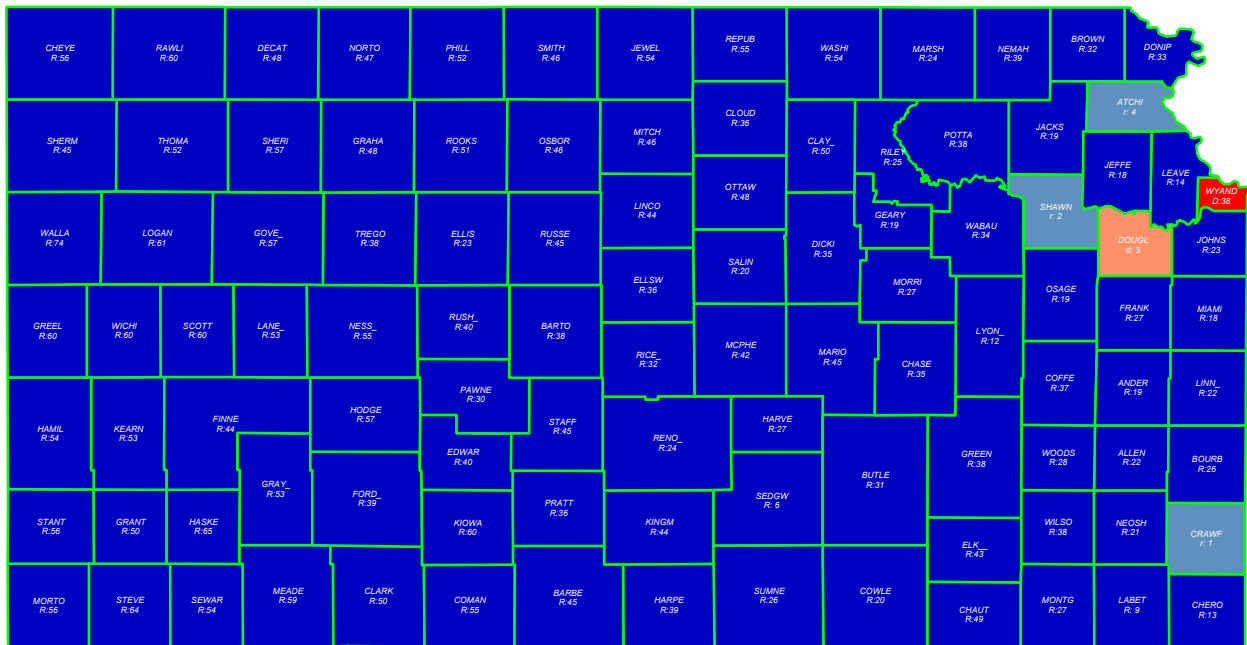 CHEYE
R:56
RAWLI
R:60
DECAT
R:48
NORTO
R:47
PHILL
R:52
SMITH
R:46
JEWEL
R:54
REPUB
R:55
WASHI
R:54
MARSH
R:24
NEMAH
R:39
BROWN
R:32
DONIP
R:33
ATCHI
r: 4
SHERM
R:45
THOMA
R:52
SHERI
R:57
GRAHA
R:48
ROOKS
R:51
OSBOR
R:46
MITCH
R:46
CLOUD
R:36
CLAY_
R:50
RILEY
R:25
POTTA
R:38
JACKS
R:19
JEFFE
R:18
LEAVE
R:14
WYAND
D:38
WALLA
R:74
LOGAN
R:61
GOVE_
R:57
TREGO
R:38
ELLIS
R:23
RUSSE
R:45
LINCO
R:44
OTTAW
R:48
DICKI
R:35
GEARY
R:19
WABAU
R:34
SHAWN
r: 2
DOUGL
d: 3
JOHNS
R:23
GREEL
R:60
WICHI
R:60
SCOTT
R:60
LANE_
R:53
NESS_
R:55
RUSH_
R:40
BARTO
R:38
ELLSW
R:36
SALIN
R:20
MORRI
R:27
OSAGE
R:19
FRANK
R:27
MIAMI
R:18
RICE_
R:32
MCPHE
R:42
MARIO
R:45
CHASE
R:35
LYON_
R:12
COFFE
R:37
ANDER
R:19
LINN_
R:22
HAMIL
R:54
KEARN
R:53
FINNE
R:44
HODGE
R:57
PAWNE
R:30
STAFF
R:45
RENO_
R:24
HARVE
R:27
GRAY_
R:53
FORD_
R:39
EDWAR
R:40
PRATT
R:36
SEDGW
R: 6
BUTLE
R:31
GREEN
R:38
WOODS
R:28
ALLEN
R:22
BOURB
R:26
STANT
R:56
GRANT
R:50
HASKE
R:65
KIOWA
R:60
KINGM
R:44
ELK__
R:43
WILSO
R:38
NEOSH
R:21
CRAWF
r: 1
MORTO
R:56
STEVE
R:64
SEWAR
R:54
MEADE
R:59
CLARK
R:50
COMAN
R:55
BARBE
R:45
HARPE
R:39
SUMNE
R:26
COWLE
R:20
CHAUT
R:49
MONTG
R:27
LABET
R: 9
CHERO
R:13